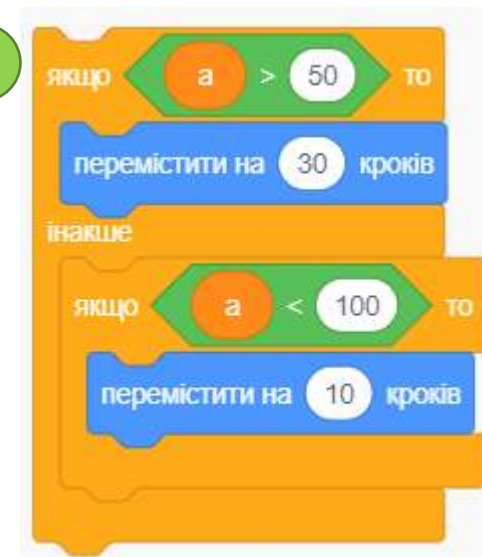 якщо a > 50 то
перемістити на 30 кроків
інакше
якщо a < 100 то
перемістити на 10 кроків